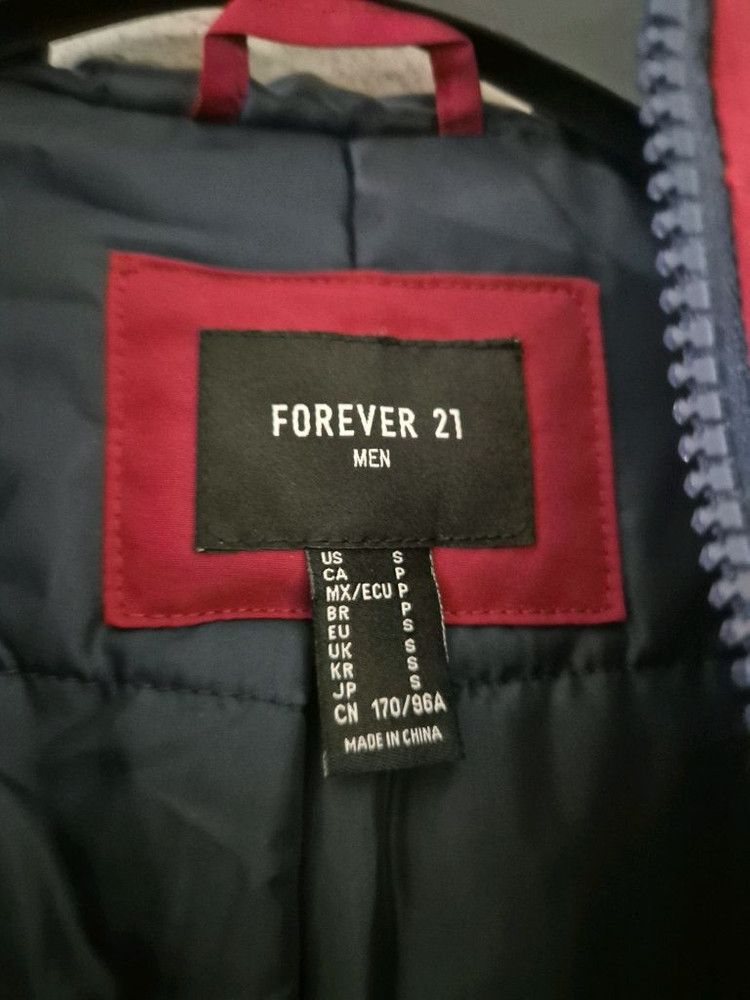 FOREVER 21
MEN
US S
CA P
MX/ECU P
BR P
EU S
UK S
KR S
JP S
CN 170/96A
MADE IN CHINA